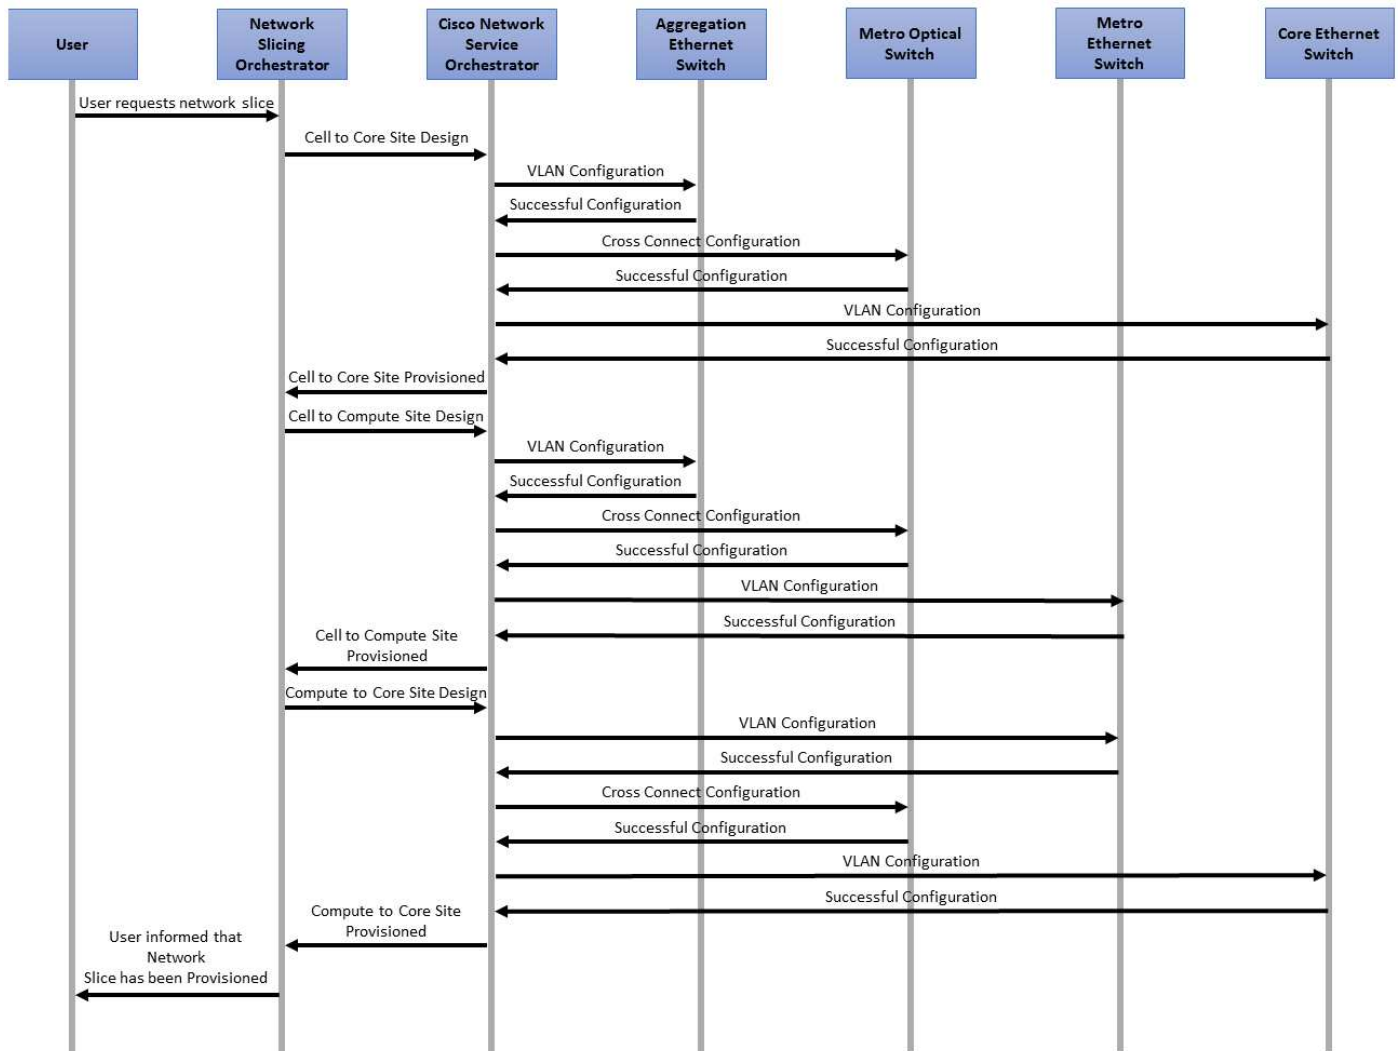 User
Network
Slicing
Orchestrator
Cisco Network
Service
Orchestrator
Aggregation
Ethernet
Switch
Metro Optical
Switch
Metro
Ethernet
Switch
Core Ethernet
Switch
User requests network slice
Cell to Core Site Design
VLAN Configuration
Successful Configuration
Cross Connect Configuration
Successful Configuration
VLAN Configuration
Successful Configuration
Cell to Core Site Provisioned
Cell to Compute Site Design
VLAN Configuration
Successful Configuration
Cross Connect Configuration
Successful Configuration
VLAN Configuration
Successful Configuration
Cell to Compute Site
Provisioned
Compute to Core Site Design
VLAN Configuration
Successful Configuration
Cross Connect Configuration
Successful Configuration
VLAN Configuration
Successful Configuration
Compute to Core Site
Provisioned
User informed that
Network
Slice has been Provisioned